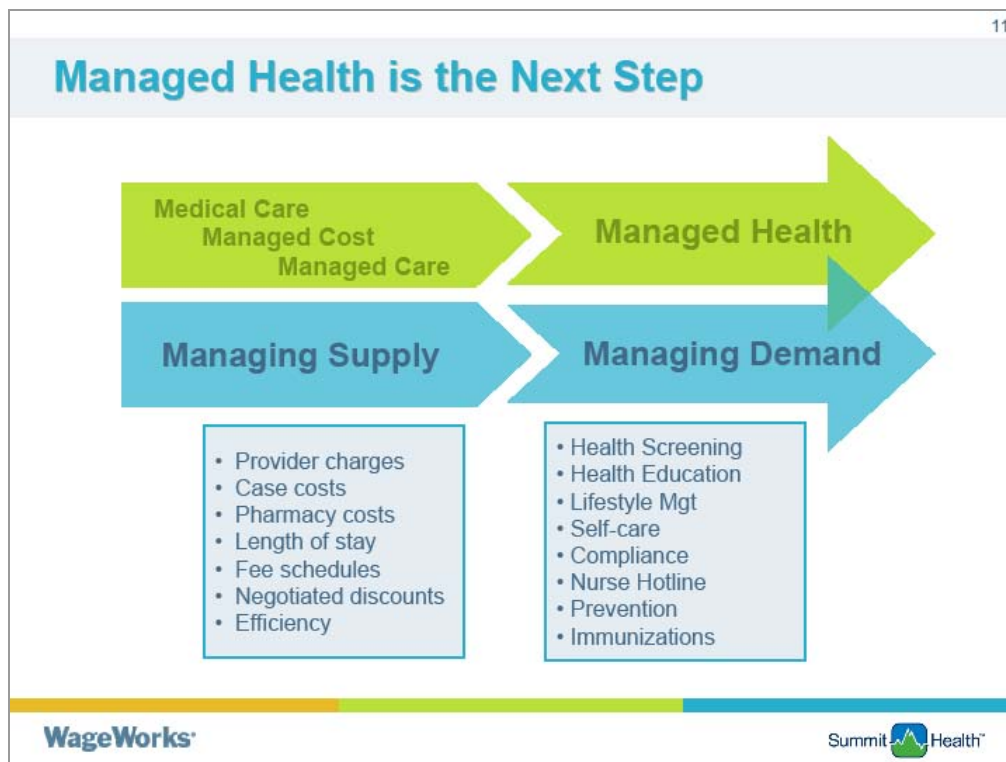 11
Managed Health is the Next Step
Medical Care
Managed Cost
Managed Care
Managed Health
Managing Supply
Managing Demand
• Provider charges
• Case costs
• Pharmacy costs
• Length of stay
• Fee schedules
• Negotiated discounts
• Efficiency
• Health Screening
• Health Education
• Lifestyle Mgt
• Self-care
• Compliance
• Nurse Hotline
• Prevention
• Immunizations
WageWorks
Summit Health™